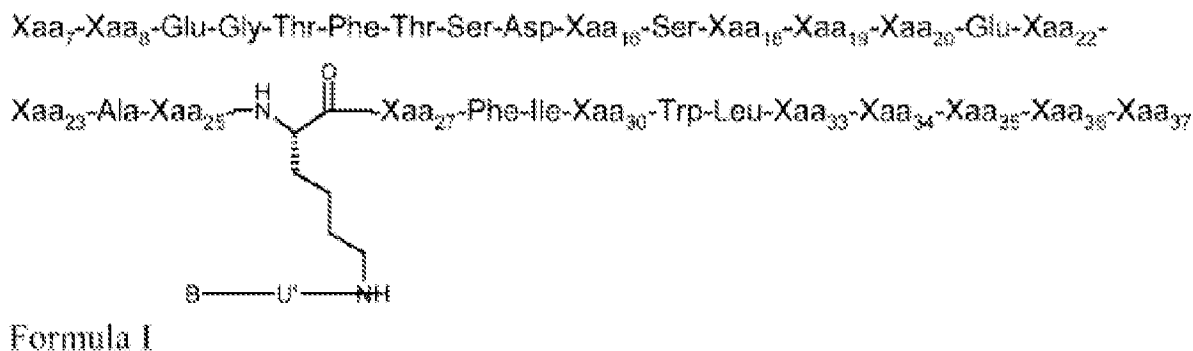 Xaa₇-Xaa₈-Glu-Gly-Thr-Phe-Thr-Ser-Asp-Xaa₁₆-Ser-Xaa₁₈-Xaa₁₉-Xaa₂₀-Glu-Xaa₂₂-
H
O
Xaa₂₃-Ala-Xaa₂₅-N
Xaa₂₇-Phe-Ile-Xaa₃₀-Trp-Leu-Xaa₃₃-Xaa₃₄-Xaa₃₅-Xaa₃₆-Xaa₃₇
B U' NH
Formula I